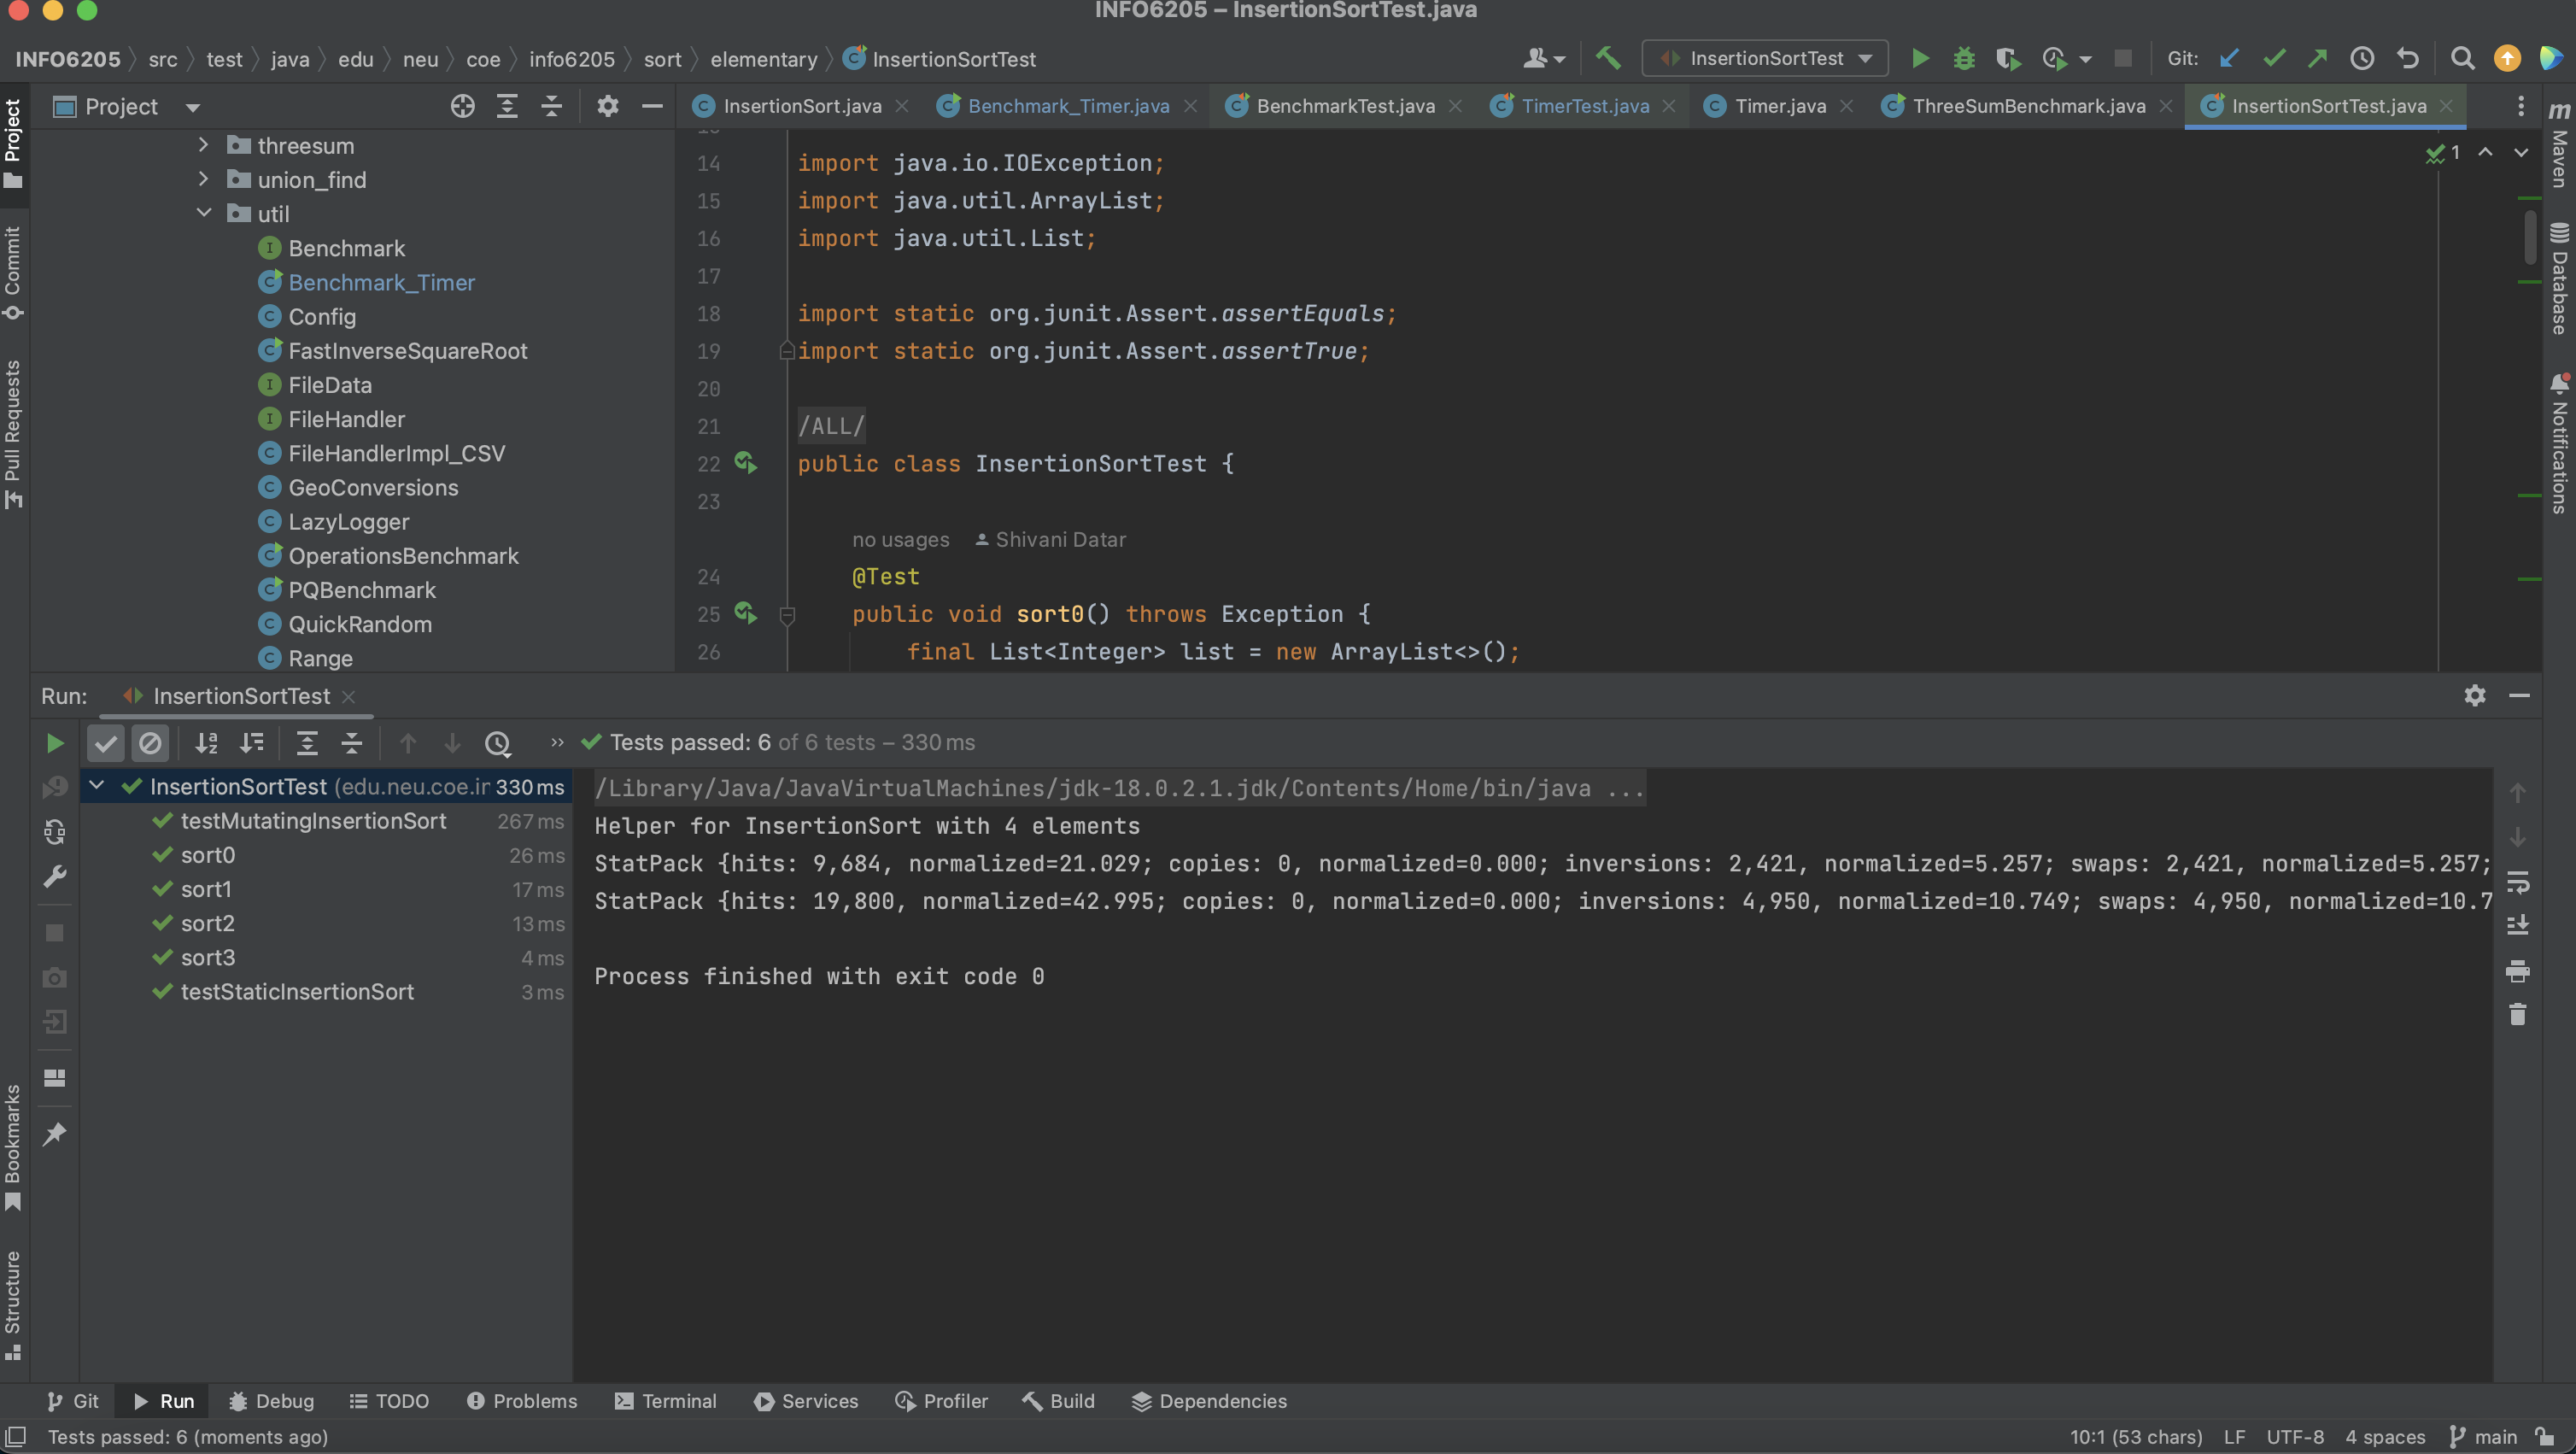 INFO6205 – InsertionSortTest.java
INFO6205 src test java edu neu coe info6205 sort elementary InsertionSortTest
InsertionSortTest
Git:
Project
InsertionSort.java Benchmark_Timer.java BenchmarkTest.java TimerTest.java Timer.java ThreeSumBenchmark.java InsertionSortTest.java
Project
Commit
Pull Requests
Bookmarks
Structure
threesum
union_find
util
Benchmark
Benchmark_Timer
Config
FastInverseSquareRoot
FileData
FileHandler
FileHandlerImpl_CSV
GeoConversions
LazyLogger
OperationsBenchmark
PQBenchmark
QuickRandom
Range
14 import java.io.IOException;
15 import java.util.ArrayList;
16 import java.util.List;
17
18 import static org.junit.Assert.assertEquals;
19 import static org.junit.Assert.assertTrue;
20
21 /ALL/
22 public class InsertionSortTest {
23
no usages Shivani Datar
24 @Test
25 public void sort0() throws Exception {
26 final List<Integer> list = new ArrayList<>();
1
m Maven
Database
Notifications
Run: InsertionSortTest
» Tests passed: 6 of 6 tests – 330 ms
InsertionSortTest (edu.neu.coe.ir 330 ms
testMutatingInsertionSort 267 ms
sort0 26 ms
sort1 17 ms
sort2 13 ms
sort3 4 ms
testStaticInsertionSort 3 ms
/Library/Java/JavaVirtualMachines/jdk-18.0.2.1.jdk/Contents/Home/bin/java ...
Helper for InsertionSort with 4 elements
StatPack {hits: 9,684, normalized=21.029; copies: 0, normalized=0.000; inversions: 2,421, normalized=5.257; swaps: 2,421, normalized=5.257;
StatPack {hits: 19,800, normalized=42.995; copies: 0, normalized=0.000; inversions: 4,950, normalized=10.749; swaps: 4,950, normalized=10.7
Process finished with exit code 0
Git Run Debug TODO Problems Terminal Services Profiler Build Dependencies
Tests passed: 6 (moments ago)
10:1 (53 chars) LF UTF-8 4 spaces main